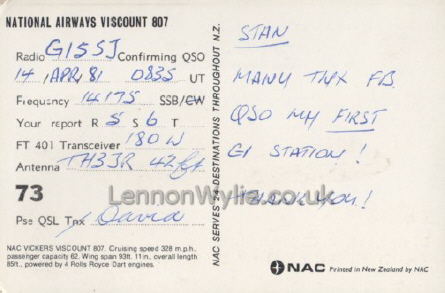 NATIONAL AIRWAYS VISCOUNT 807
Radio GI5SJ Confirming QSO
14 APR 81 0835 UT
Frequency 14175 SSB/CW
Your report R 5 S 6 T
FT 401 Transceiver 180 W
Antenna TH3JR 42ft
73
Pse QSL Tnx David
NAC VICKERS VISCOUNT 807. Cruising speed 328 m.p.h.
passenger capacity 62. Wing span 93ft. 11in. overall length
85ft., powered by 4 Rolls Royce Dart engines.
NAC SERVES 24 DESTINATIONS THROUGHOUT N.Z.
STAN
MANY TNX FB
QSO MY FIRST
GI STATION!
THANK YOU!
LennonWylie.co.uk
NAC Printed in New Zealand by NAC